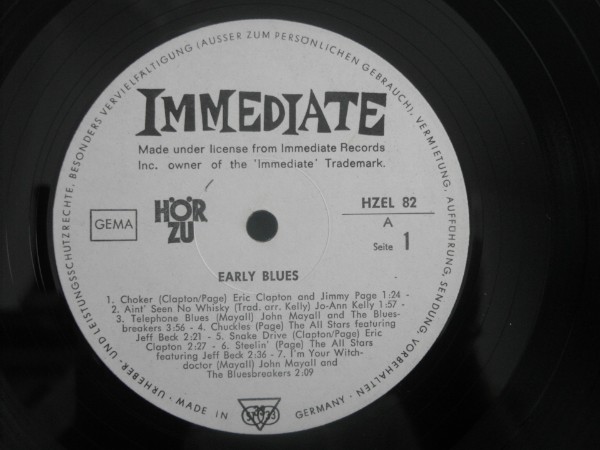 URHEBER- UND LEISTUNGSSCHUTZRECHTE, BESONDERS VERVIELFÄLTIGUNG (AUSSER ZUM PERSÖNLICHEN GEBRAUCH), VERMIETUNG, AUFFÜHRUNG, SENDUNG, VORBEHALTEN · MADE IN GERMANY ·
IMMEDIATE
Made under license from Immediate Records
Inc. owner of the 'Immediate' Trademark.
GEMA
HÖR
ZU
HZEL 82
A
Seite 1
EARLY BLUES
1. Choker (Clapton/Page) Eric Clapton and Jimmy Page 1:24 -
2. Aint' Seen No Whisky (Trad. arr. Kelly) Jo-Ann Kelly 1:57 -
3. Telephone Blues (Mayall) John Mayall and The Blues-
breakers 3:56 - 4. Chuckles (Page) The All Stars featuring
Jeff Beck 2:21 - 5. Snake Drive (Clapton/Page) Eric
Clapton 2:27 - 6. Steelin' (Page) The All Stars
featuring Jeff Beck 2:36 - 7. I'm Your Witch-
doctor (Mayall) John Mayall and
The Bluesbreakers 2:09
ST 33